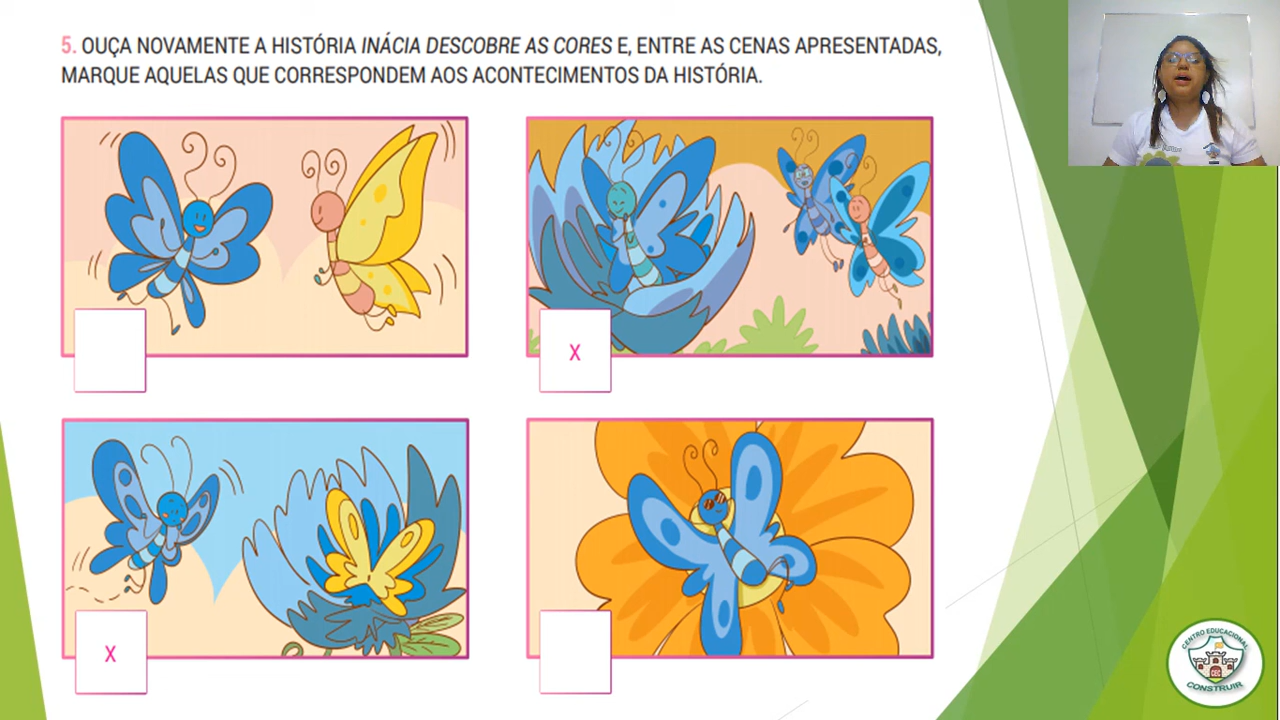 5. OUÇA NOVAMENTE A HISTÓRIA INÁCIA DESCOBRE AS CORES E, ENTRE AS CENAS APRESENTADAS,
MARQUE AQUELAS QUE CORRESPONDEM AOS ACONTECIMENTOS DA HISTÓRIA.
X
X
CENTRO EDUCACIONAL
CEC
CONSTRUIR